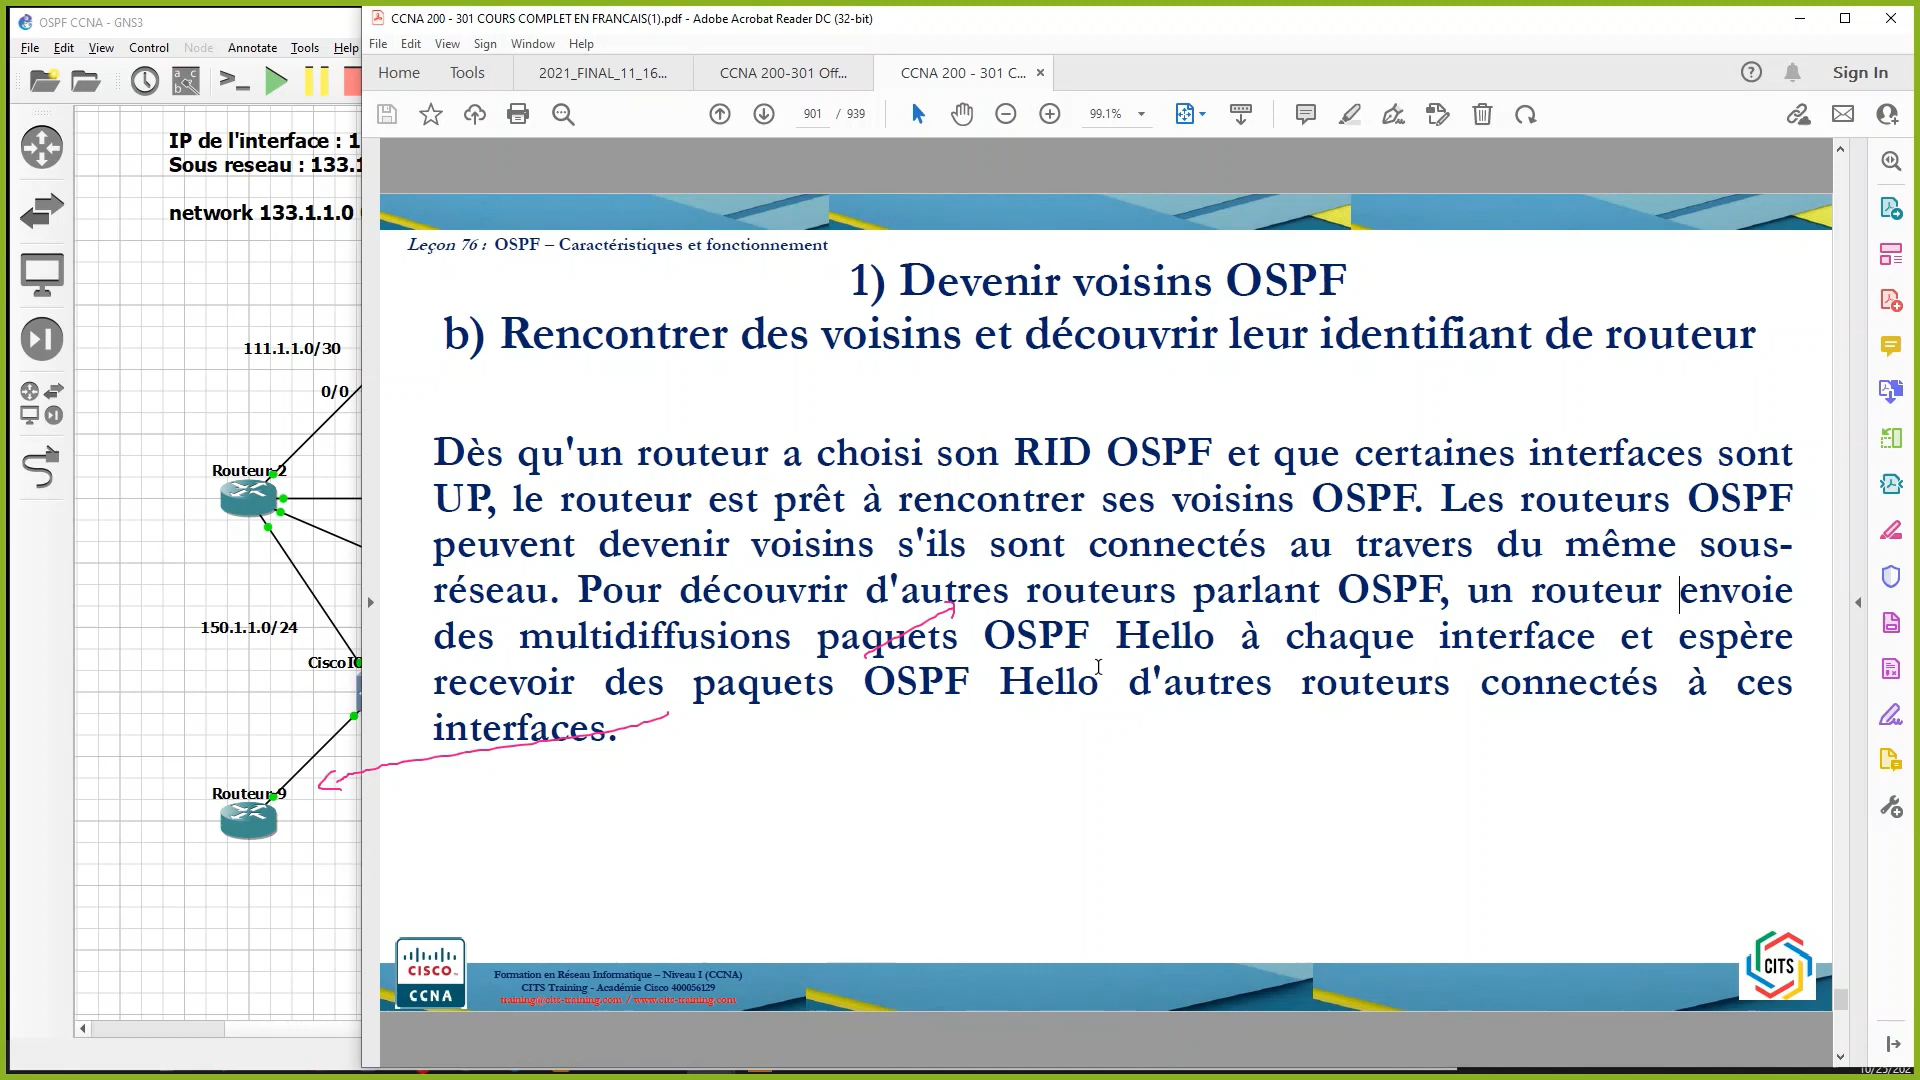 OSPF CCNA - GNS3
File Edit View Control Node Annotate Tools Help
IP de l'interface : 1
Sous reseau : 133.1
network 133.1.1.0
111.1.1.0/30
0/0
Routeur 2
150.1.1.0/24
Routeur 9
CCNA 200 - 301 COURS COMPLET EN FRANCAIS(1).pdf - Adobe Acrobat Reader DC (32-bit)
File Edit View Sign Window Help
Home Tools 2021_FINAL_11_16... CCNA 200-301 Off... CCNA 200 - 301 C... × Sign In
901 / 939 99.1%
Leçon 76 : OSPF – Caractéristiques et fonctionnement
1) Devenir voisins OSPF
b) Rencontrer des voisins et découvrir leur identifiant de routeur
Dès qu'un routeur a choisi son RID OSPF et que certaines interfaces sont
UP, le routeur est prêt à rencontrer ses voisins OSPF. Les routeurs OSPF
peuvent devenir voisins s'ils sont connectés au travers du même sous-
réseau. Pour découvrir d'autres routeurs parlant OSPF, un routeur envoie
des multidiffusions paquets OSPF Hello à chaque interface et espère
recevoir des paquets OSPF Hello d'autres routeurs connectés à ces
interfaces.
CISCO
CCNA
Formation en Réseau Informatique – Niveau I (CCNA)
CITS Training - Académie Cisco 400056129
training@cits-training.com / www.cits-training.com
CITS